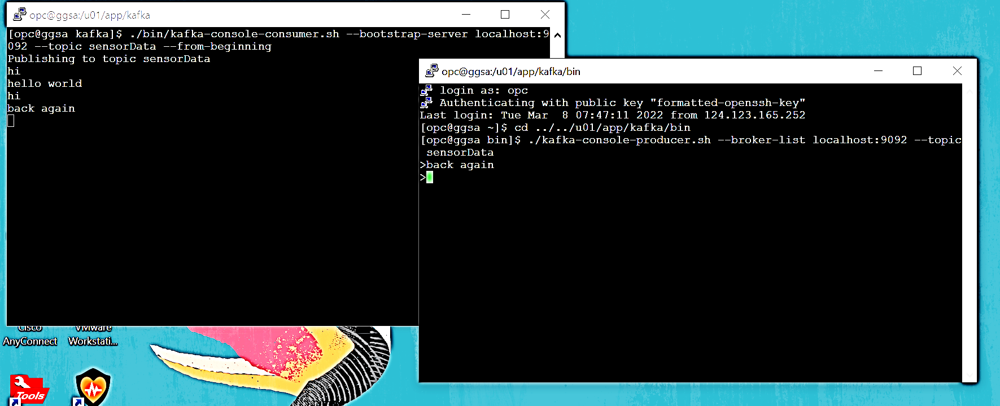 opc@ggsa:/u01/app/kafka
[opc@ggsa kafka]$ ./bin/kafka-console-consumer.sh --bootstrap-server localhost:9
092 --topic sensorData --from-beginning
Publishing to topic sensorData
hi
hello world
hi
back again
opc@ggsa:/u01/app/kafka/bin
login as: opc
Authenticating with public key "formatted-openssh-key"
Last login: Tue Mar  8 07:47:11 2022 from 124.123.165.252
[opc@ggsa ~]$ cd ../../u01/app/kafka/bin
[opc@ggsa bin]$ ./kafka-console-producer.sh --broker-list localhost:9092 --topic
 sensorData
>back again
>
Cisco
AnyConnect
VMware
Workstati...
Tools